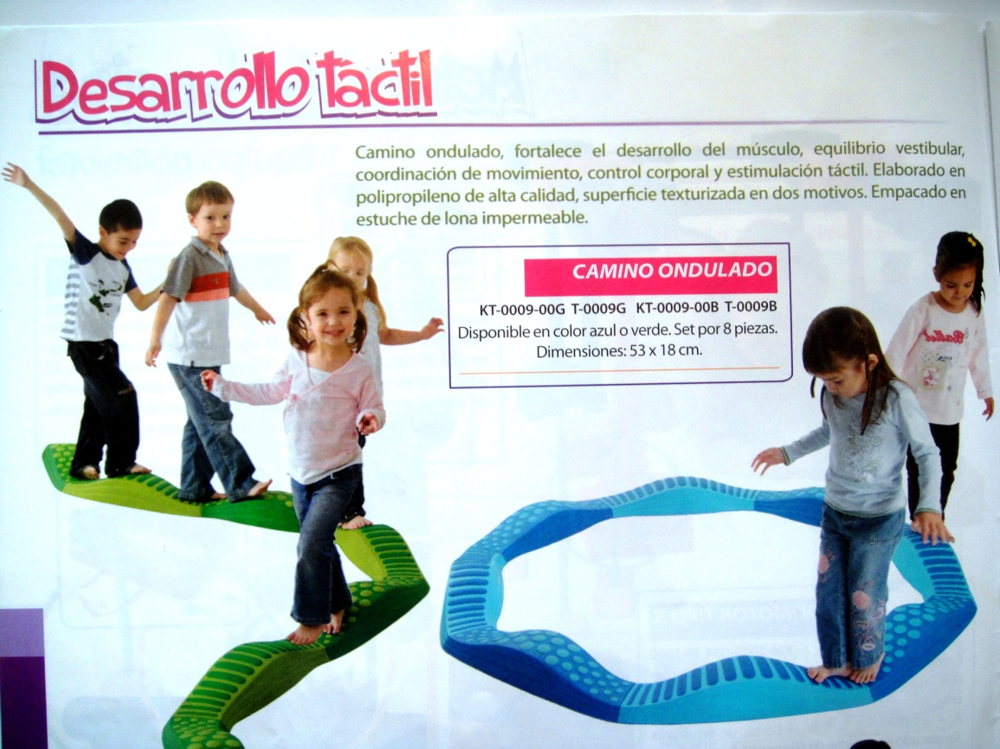 Desarrollo táctil
Camino ondulado, fortalece el desarrollo del músculo, equilibrio vestibular,
coordinación de movimiento, control corporal y estimulación táctil. Elaborado en
polipropileno de alta calidad, superficie texturizada en dos motivos. Empacado en
estuche de lona impermeable.
CAMINO ONDULADO
KT-0009-00G T-0009G KT-0009-00B T-0009B
Disponible en color azul o verde. Set por 8 piezas.
Dimensiones: 53 x 18 cm.